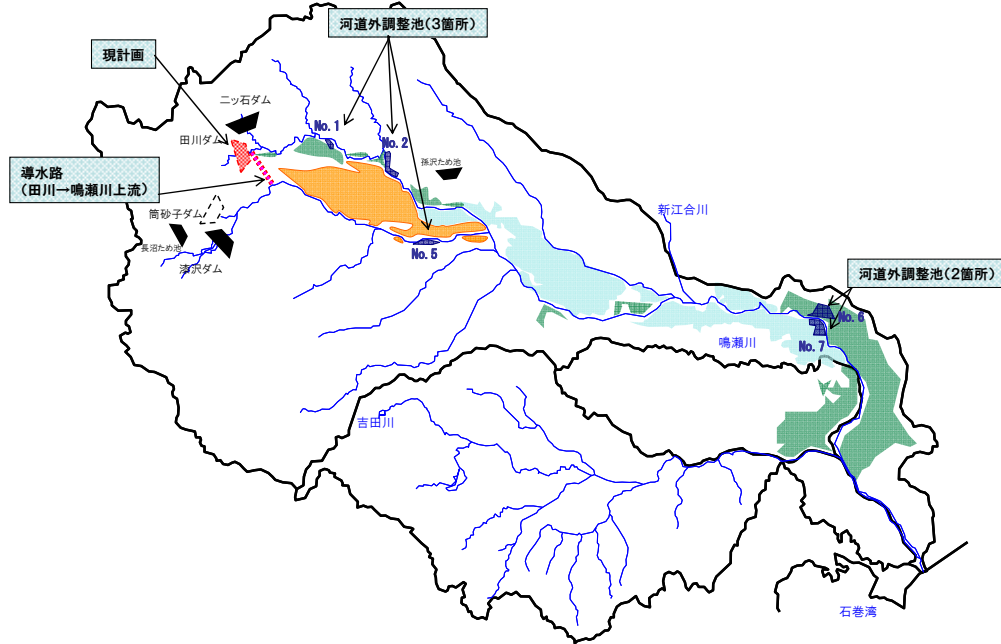 河道外調整池(3箇所)
現計画
二ッ石ダム
No.1
No.2
田川ダム
孫沢ため池
導水路
(田川→鳴瀬川上流)
筒砂子ダム
長沼ため池
漆沢ダム
No.5
新江合川
河道外調整池(2箇所)
No.6
No.7
鳴瀬川
吉田川
石巻湾